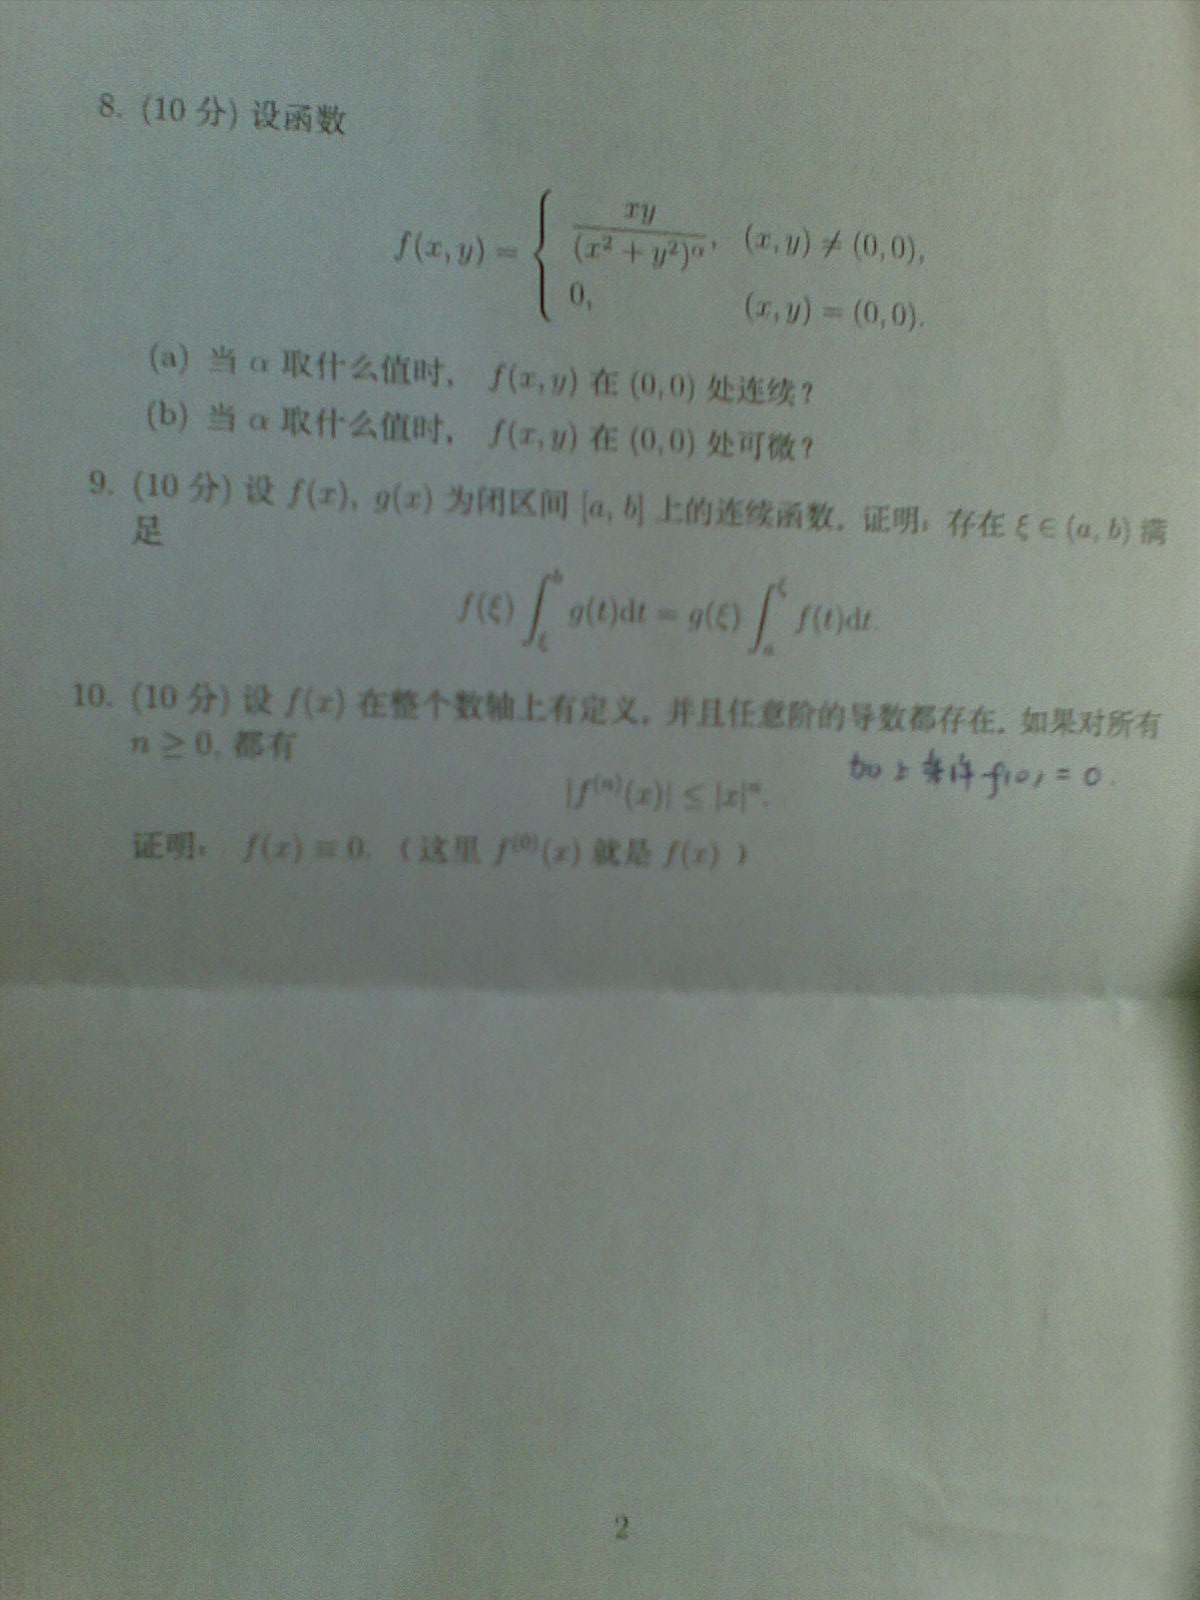 8. (10 分) 设函数
f(x, y) = { xy / (x² + y²)^α, (x, y) ≠ (0, 0),
0, (x, y) = (0, 0).
(a) 当 α 取什么值时， f(x, y) 在 (0, 0) 处连续？
(b) 当 α 取什么值时， f(x, y) 在 (0, 0) 处可微？
9. (10 分) 设 f(x), g(x) 为闭区间 [a, b] 上的连续函数。证明：存在 ξ ∈ (a, b) 满
足
f(ξ) ∫_ξ^b g(t)dt = g(ξ) ∫_a^ξ f(t)dt.
10. (10 分) 设 f(x) 在整个数轴上有定义，并且任意阶的导数都存在。如果对所有
n ≥ 0, 都有
加上条件 f(0) = 0.
|f^(n)(x)| ≤ |x|^n.
证明： f(x) ≡ 0. （这里 f^(0)(x) 就是 f(x) ）
2